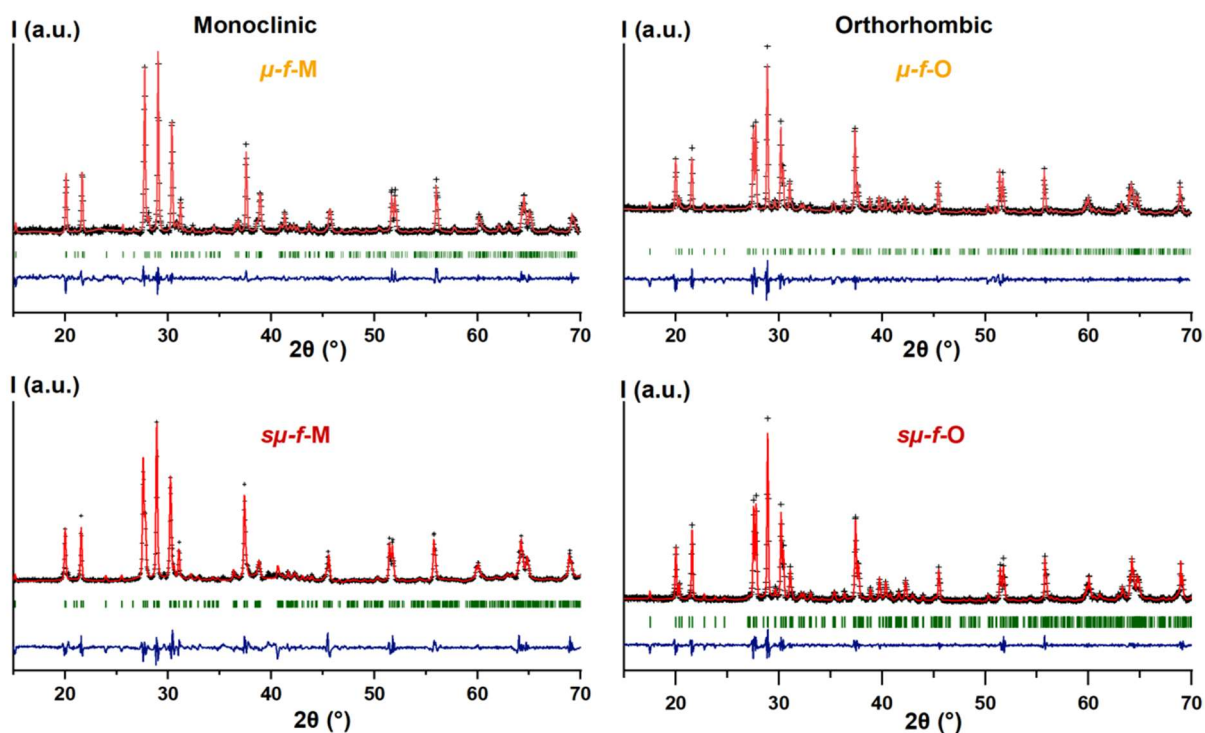 I (a.u.) Monoclinic
μ-f-M
20 30 40 50 60 70
2θ (°)
I (a.u.) Orthorhombic
μ-f-O
20 30 40 50 60 70
2θ (°)
I (a.u.)
sμ-f-M
20 30 40 50 60 70
2θ (°)
I (a.u.)
sμ-f-O
20 30 40 50 60 70
2θ (°)